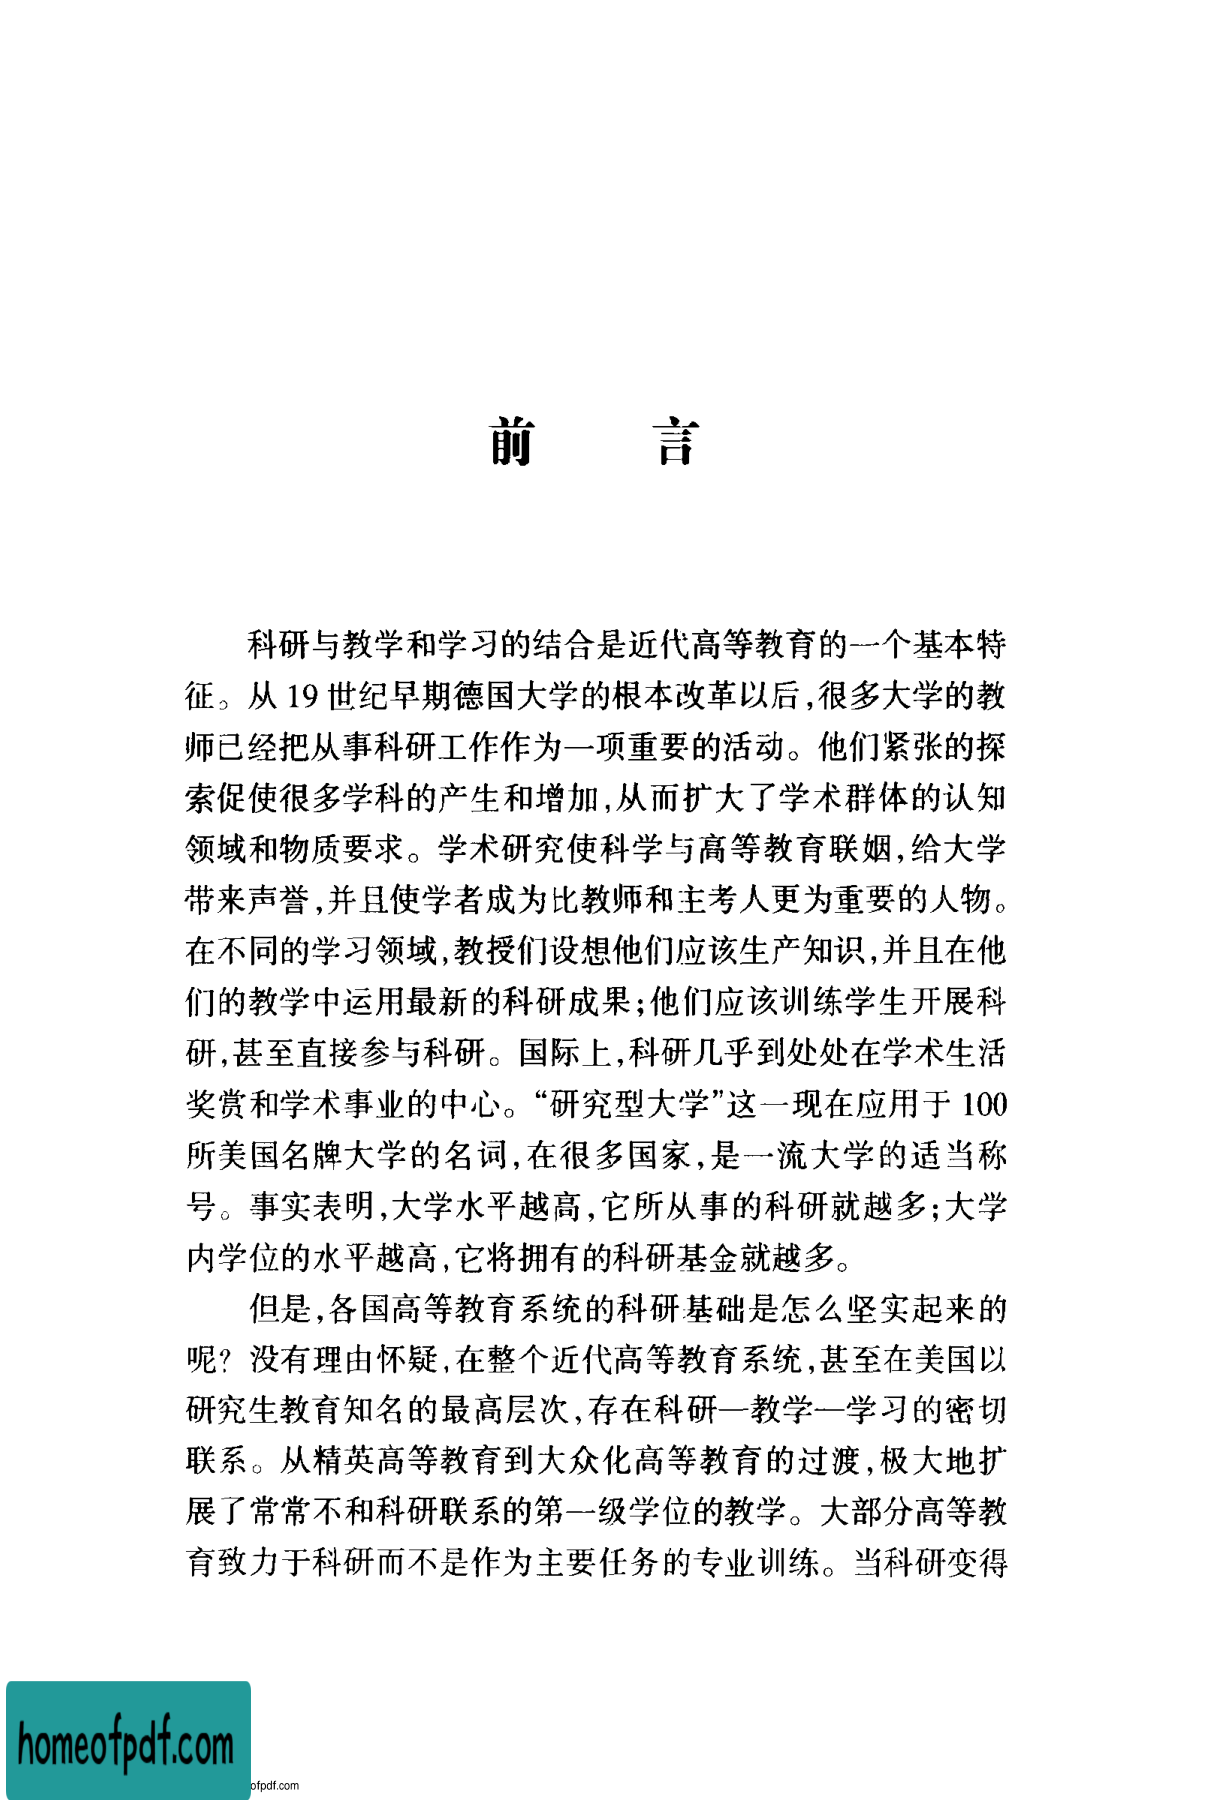 前 言
科研与教学和学习的结合是近代高等教育的一个基本特
征。从19世纪早期德国大学的根本改革以后,很多大学的教
师已经把从事科研工作作为一项重要的活动。他们紧张的探
索促使很多学科的产生和增加,从而扩大了学术群体的认知
领域和物质要求。学术研究使科学与高等教育联姻,给大学
带来声誉,并且使学者成为比教师和主考人更为重要的人物。
在不同的学习领域,教授们设想他们应该生产知识,并且在他
们的教学中运用最新的科研成果;他们应该训练学生开展科
研,甚至直接参与科研。国际上,科研几乎到处处在学术生活
奖赏和学术事业的中心。“研究型大学”这一现在应用于100
所美国名牌大学的名词,在很多国家,是一流大学的适当称
号。事实表明,大学水平越高,它所从事的科研就越多;大学
内学位的水平越高,它将拥有的科研基金就越多。
但是,各国高等教育系统的科研基础是怎么坚实起来的
呢?没有理由怀疑,在整个近代高等教育系统,甚至在美国以
研究生教育知名的最高层次,存在科研—教学—学习的密切
联系。从精英高等教育到大众化高等教育的过渡,极大地扩
展了常常不和科研联系的第一级学位的教学。大部分高等教
育致力于科研而不是作为主要任务的专业训练。当科研变得
homeofpdf.com
ofpdf.com